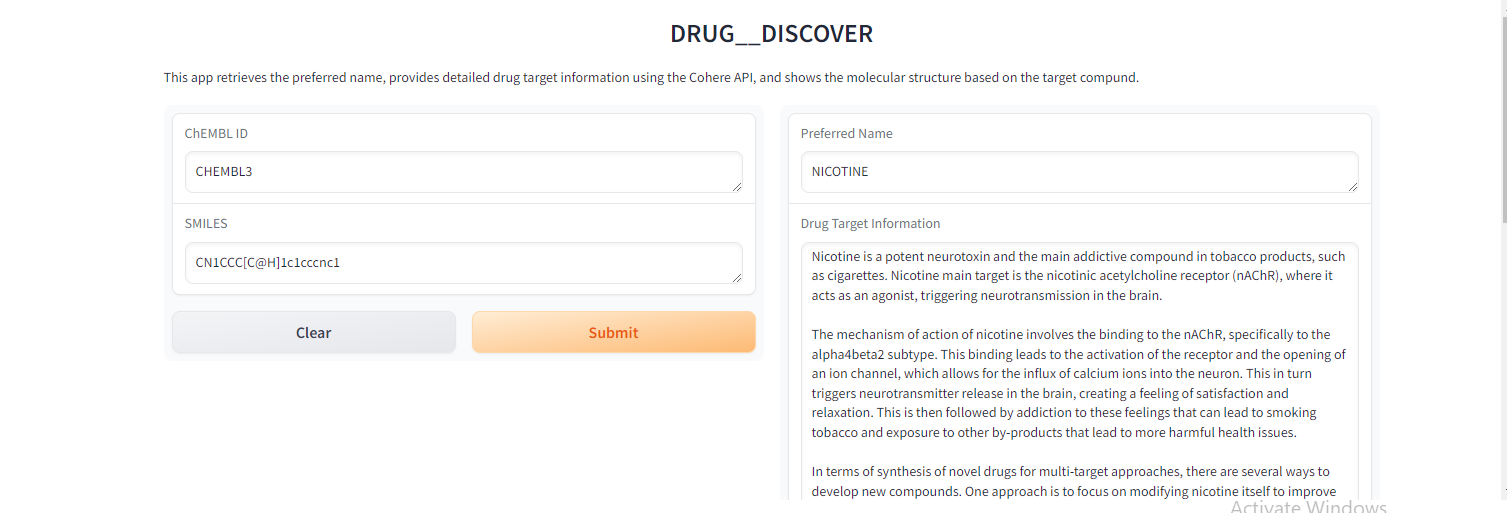 DRUG__DISCOVER
This app retrieves the preferred name, provides detailed drug target information using the Cohere API, and shows the molecular structure based on the target compund.
ChEMBL ID
CHEMBL3
SMILES
CN1CCC[C@H]1c1cccnc1
Clear
Submit
Preferred Name
NICOTINE
Drug Target Information
Nicotine is a potent neurotoxin and the main addictive compound in tobacco products, such
as cigarettes. Nicotine main target is the nicotinic acetylcholine receptor (nAChR), where it
acts as an agonist, triggering neurotransmission in the brain.
The mechanism of action of nicotine involves the binding to the nAChR, specifically to the
alpha4beta2 subtype. This binding leads to the activation of the receptor and the opening of
an ion channel, which allows for the influx of calcium ions into the neuron. This in turn
triggers neurotransmitter release in the brain, creating a feeling of satisfaction and
relaxation. This is then followed by addiction to these feelings that can lead to smoking
tobacco and exposure to other by-products that lead to more harmful health issues.
In terms of synthesis of novel drugs for multi-target approaches, there are several ways to
develop new compounds. One approach is to focus on modifying nicotine itself to improve
Activate Windows